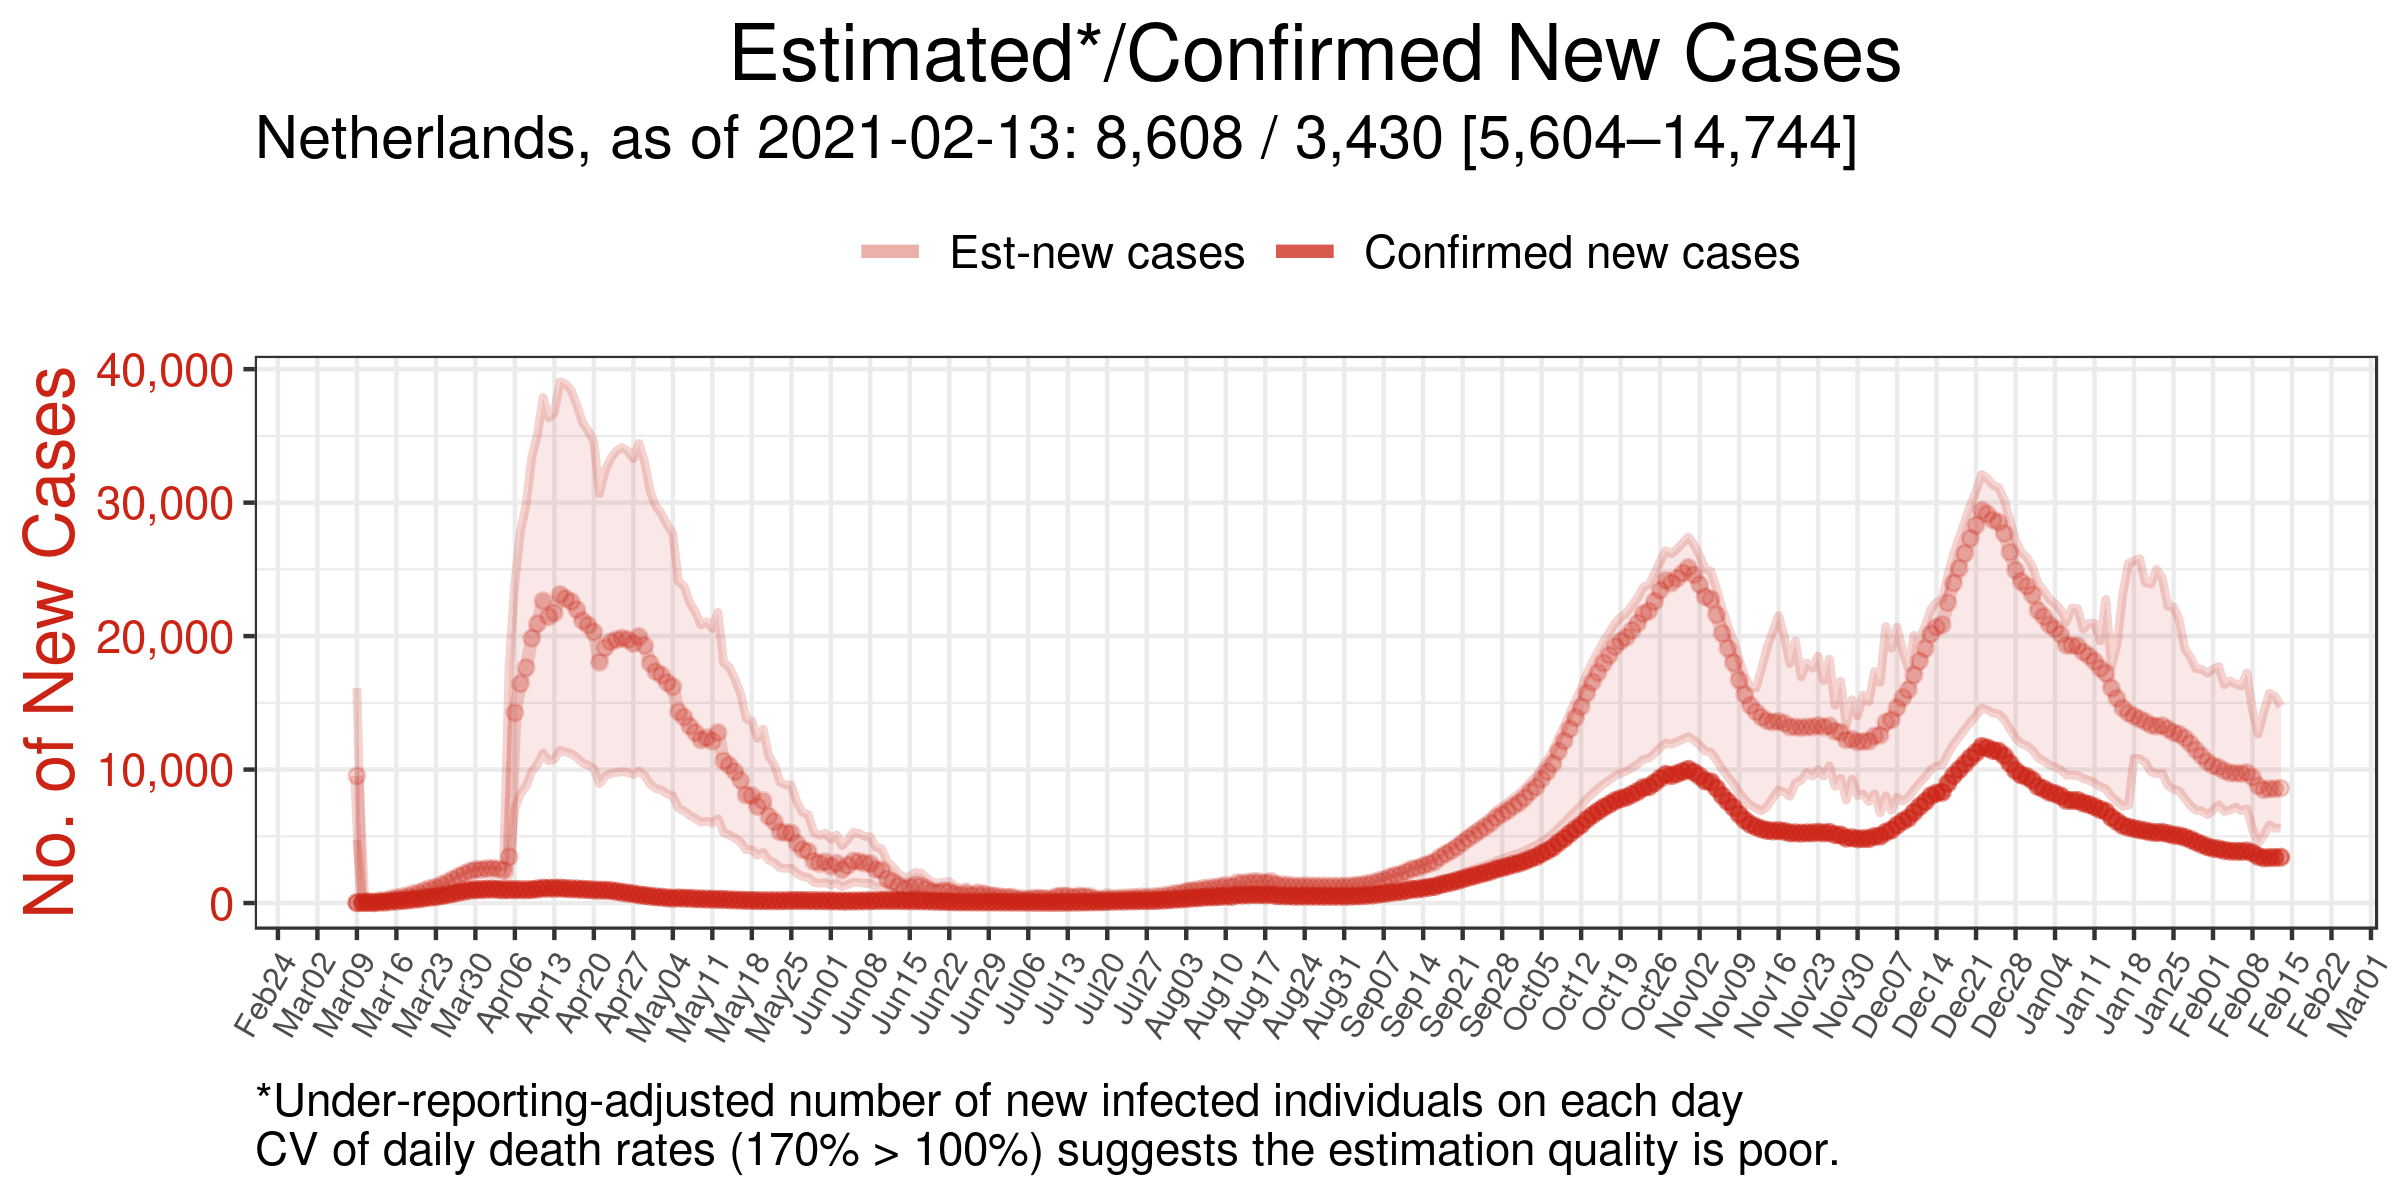 Estimated*/Confirmed New Cases
Netherlands, as of 2021-02-13: 8,608 / 3,430 [5,604–14,744]
Est-new cases Confirmed new cases
No. of New Cases
40,000
30,000
20,000
10,000
0
Feb24 Mar02 Mar09 Mar16 Mar23 Mar30 Apr06 Apr13 Apr20 Apr27 May04 May11 May18 May25 Jun01 Jun08 Jun15 Jun22 Jun29 Jul06 Jul13 Jul20 Jul27 Aug03 Aug10 Aug17 Aug24 Aug31 Sep07 Sep14 Sep21 Sep28 Oct05 Oct12 Oct19 Oct26 Nov02 Nov09 Nov16 Nov23 Nov30 Dec07 Dec14 Dec21 Dec28 Jan04 Jan11 Jan18 Jan25 Feb01 Feb08 Feb15 Feb22 Mar01
*Under-reporting-adjusted number of new infected individuals on each day
CV of daily death rates (170% > 100%) suggests the estimation quality is poor.